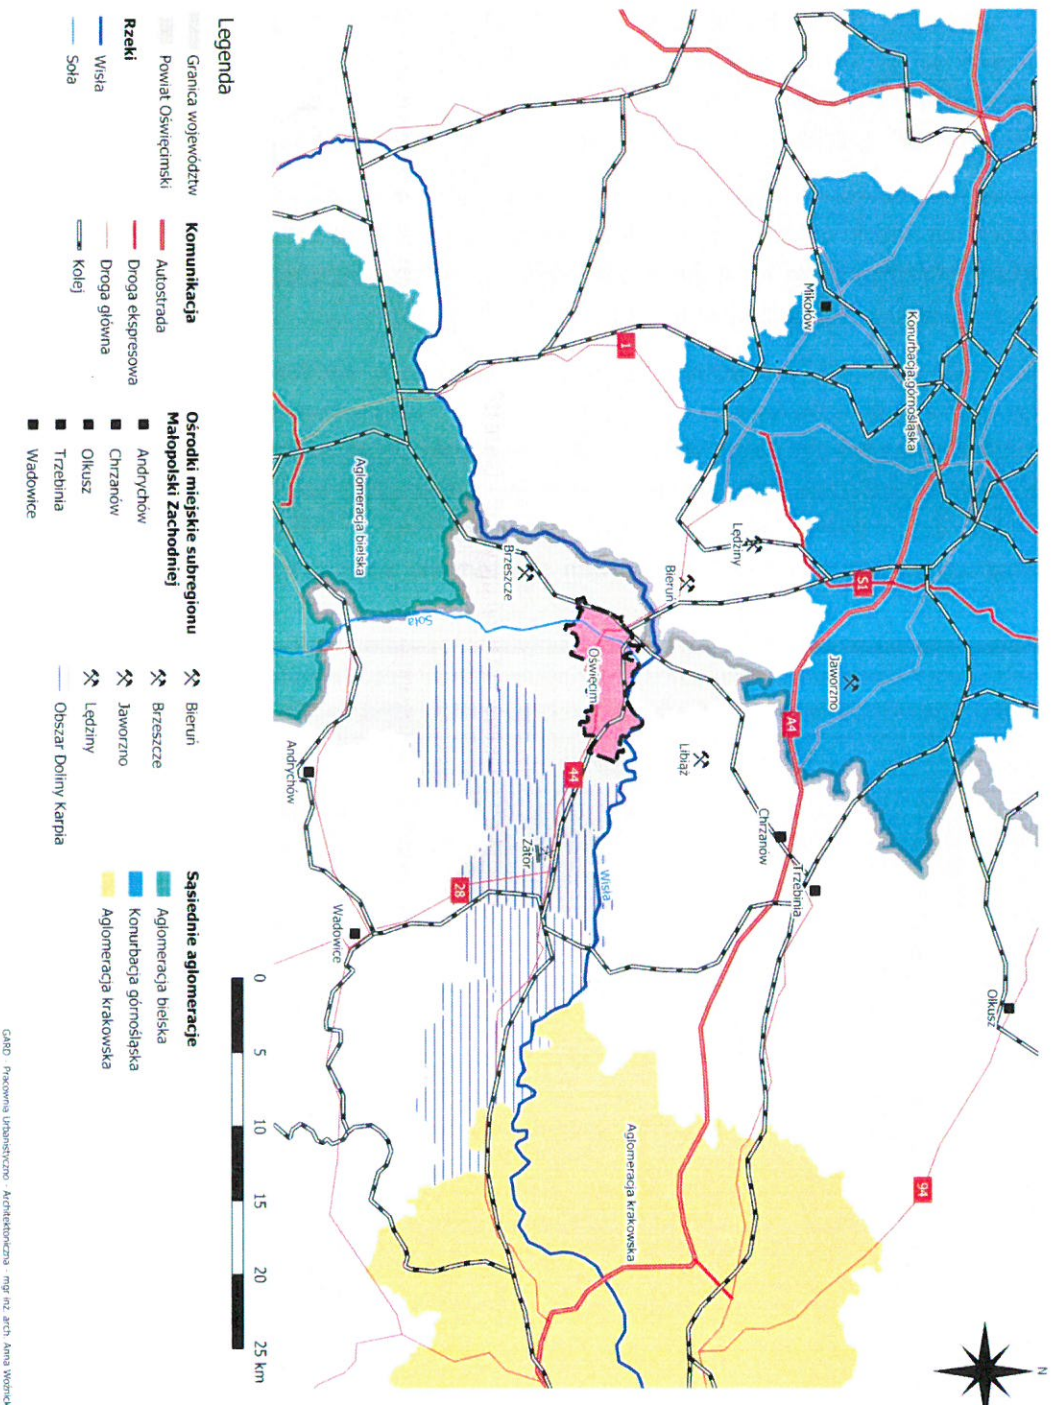 N
Olkusz
94
Konurbacja górnośląska
Mikołów
Jaworzno
S1
A4
Trzebinia
Chrzanów
Lędziny
Libiąż
Bieruń
1
Aglomeracja krakowska
Wisła
Oświęcim
44
Zator
Brzeszcze
28
Soła
Aglomeracja bielska
Wadowice
Andrychów
0 5 10 15 20 25 km
Legenda
Granica województw
Powiat Oświęcimski
Rzeki
Wisła
Soła
Komunikacja
Autostrada
Droga ekspresowa
Droga główna
Kolej
Ośrodki miejskie subregionu
Małopolski Zachodniej
Andrychów
Chrzanów
Olkusz
Trzebinia
Wadowice
Bieruń
Brzeszcze
Jaworzno
Lędziny
Obszar Doliny Karpia
Sąsiednie aglomeracje
Aglomeracja bielska
Konurbacja górnośląska
Aglomeracja krakowska
GARD - Pracownia Urbanistyczno - Architektoniczna - mgr inż. arch. Anna Woźnick